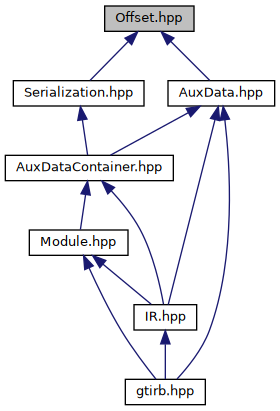 Offset.hpp
Serialization.hpp
AuxData.hpp
AuxDataContainer.hpp
Module.hpp
IR.hpp
gtirb.hpp